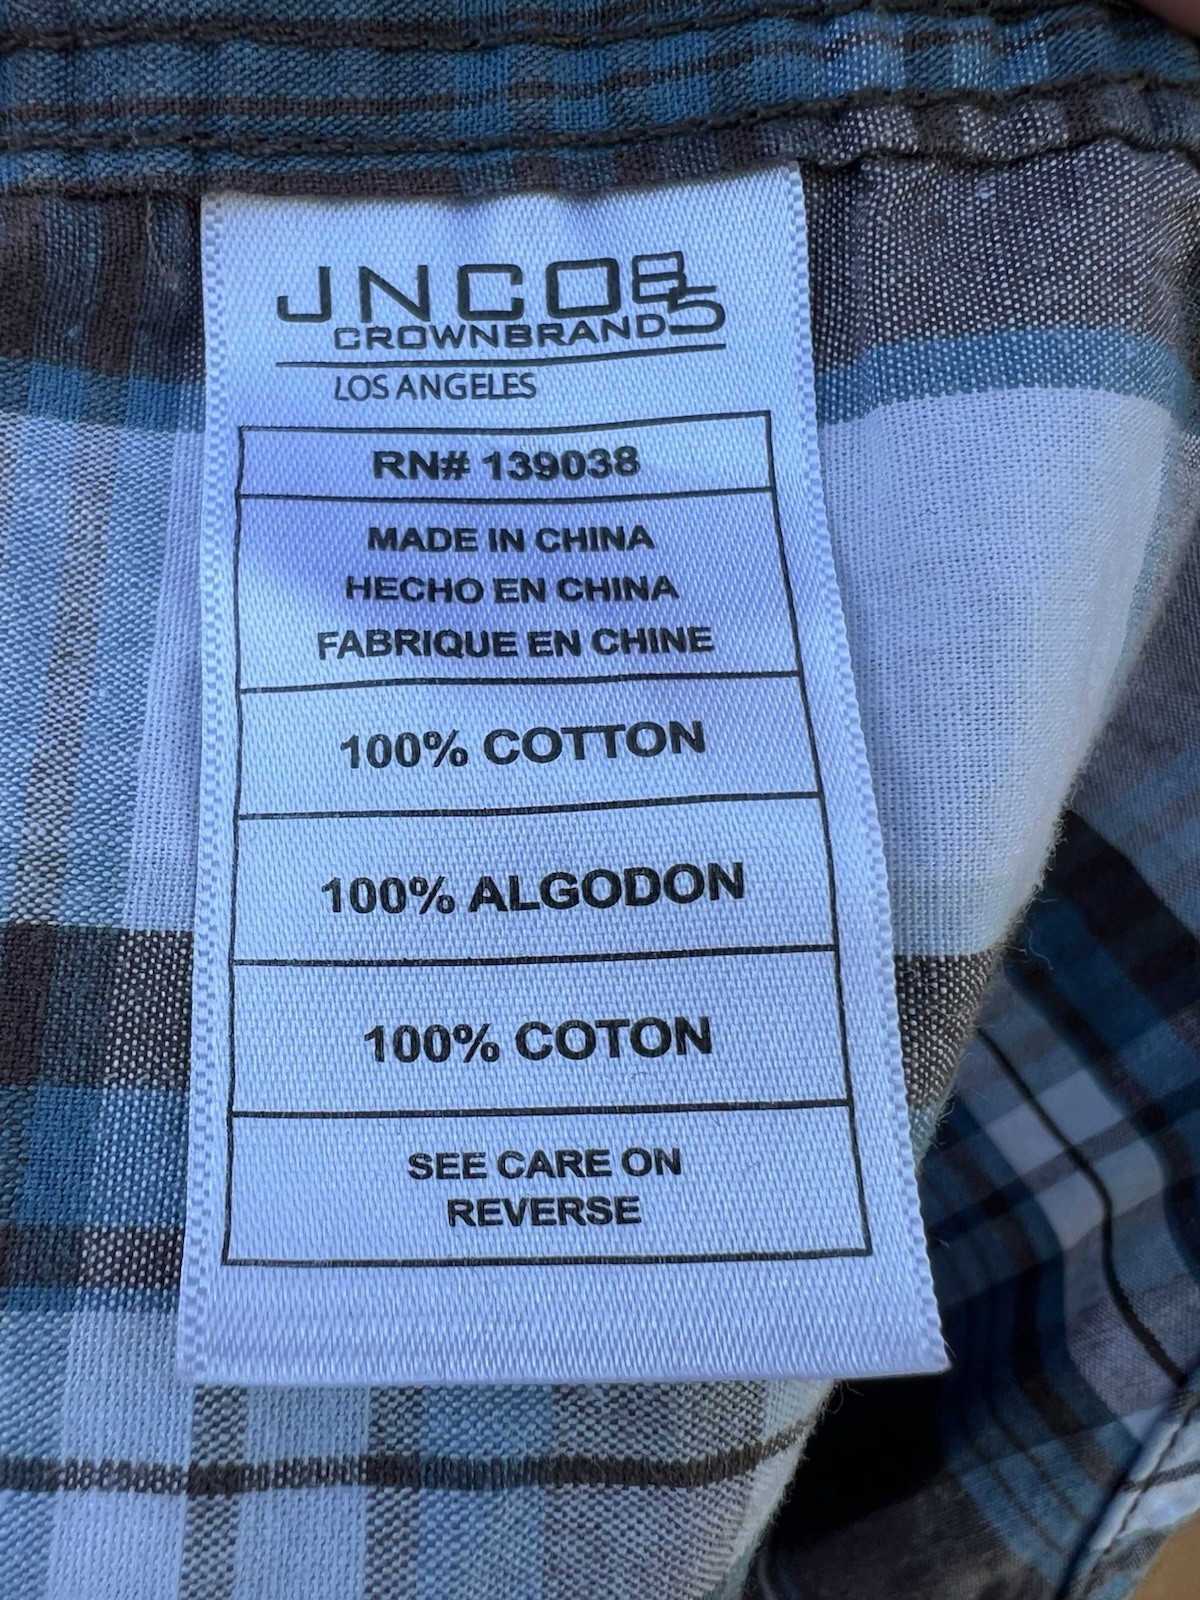 JNCO 85
CROWNBRAND
LOS ANGELES
RN# 139038
MADE IN CHINA
HECHO EN CHINA
FABRIQUE EN CHINE
100% COTTON
100% ALGODON
100% COTON
SEE CARE ON
REVERSE